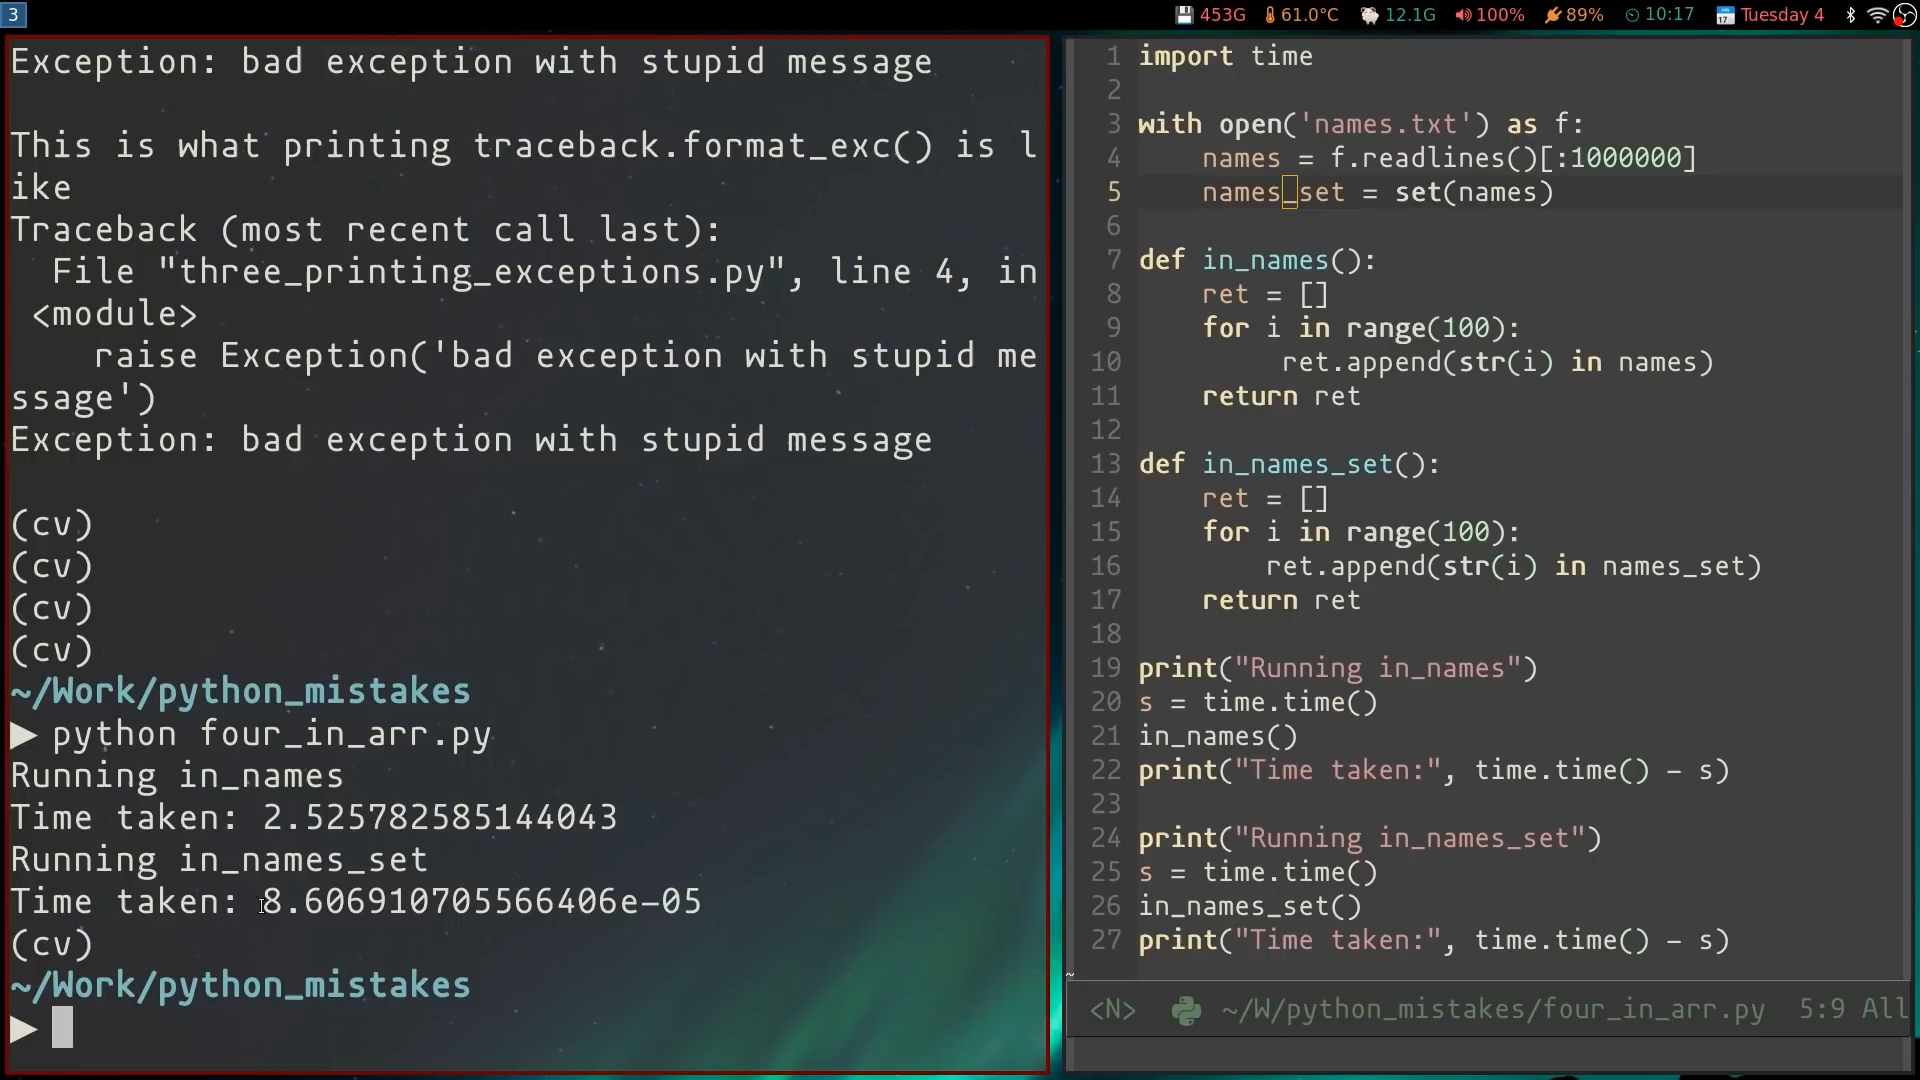 3
453G 61.0°C 12.1G 100% 89% 10:17 17 Tuesday 4
Exception: bad exception with stupid message
This is what printing traceback.format_exc() is l
ike
Traceback (most recent call last):
  File "three_printing_exceptions.py", line 4, in
 <module>
    raise Exception('bad exception with stupid me
ssage')
Exception: bad exception with stupid message
(cv)
(cv)
(cv)
(cv)
~/Work/python_mistakes
▶ python four_in_arr.py
Running in_names
Time taken: 2.525782585144043
Running in_names_set
Time taken: 8.606910705566406e-05
(cv)
~/Work/python_mistakes
▶
1 import time
2
3 with open('names.txt') as f:
4     names = f.readlines()[:1000000]
5     names_set = set(names)
6
7 def in_names():
8     ret = []
9     for i in range(100):
10          ret.append(str(i) in names)
11     return ret
12
13 def in_names_set():
14     ret = []
15     for i in range(100):
16         ret.append(str(i) in names_set)
17     return ret
18
19 print("Running in_names")
20 s = time.time()
21 in_names()
22 print("Time taken:", time.time() - s)
23
24 print("Running in_names_set")
25 s = time.time()
26 in_names_set()
27 print("Time taken:", time.time() - s)
~
<N> ~/W/python_mistakes/four_in_arr.py 5:9 All